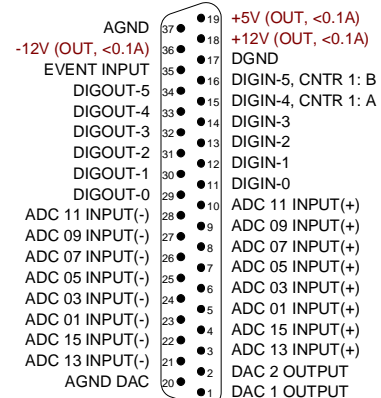 AGND 37
-12V (OUT, <0.1A) 36
EVENT INPUT 35
DIGOUT-5 34
DIGOUT-4 33
DIGOUT-3 32
DIGOUT-2 31
DIGOUT-1 30
DIGOUT-0 29
ADC 11 INPUT(-) 28
ADC 09 INPUT(-) 27
ADC 07 INPUT(-) 26
ADC 05 INPUT(-) 25
ADC 03 INPUT(-) 24
ADC 01 INPUT(-) 23
ADC 15 INPUT(-) 22
ADC 13 INPUT(-) 21
AGND DAC 20
19 +5V (OUT, <0.1A)
18 +12V (OUT, <0.1A)
17 DGND
16 DIGIN-5, CNTR 1: B
15 DIGIN-4, CNTR 1: A
14 DIGIN-3
13 DIGIN-2
12 DIGIN-1
11 DIGIN-0
10 ADC 11 INPUT(+)
9 ADC 09 INPUT(+)
8 ADC 07 INPUT(+)
7 ADC 05 INPUT(+)
6 ADC 03 INPUT(+)
5 ADC 01 INPUT(+)
4 ADC 15 INPUT(+)
3 ADC 13 INPUT(+)
2 DAC 2 OUTPUT
1 DAC 1 OUTPUT